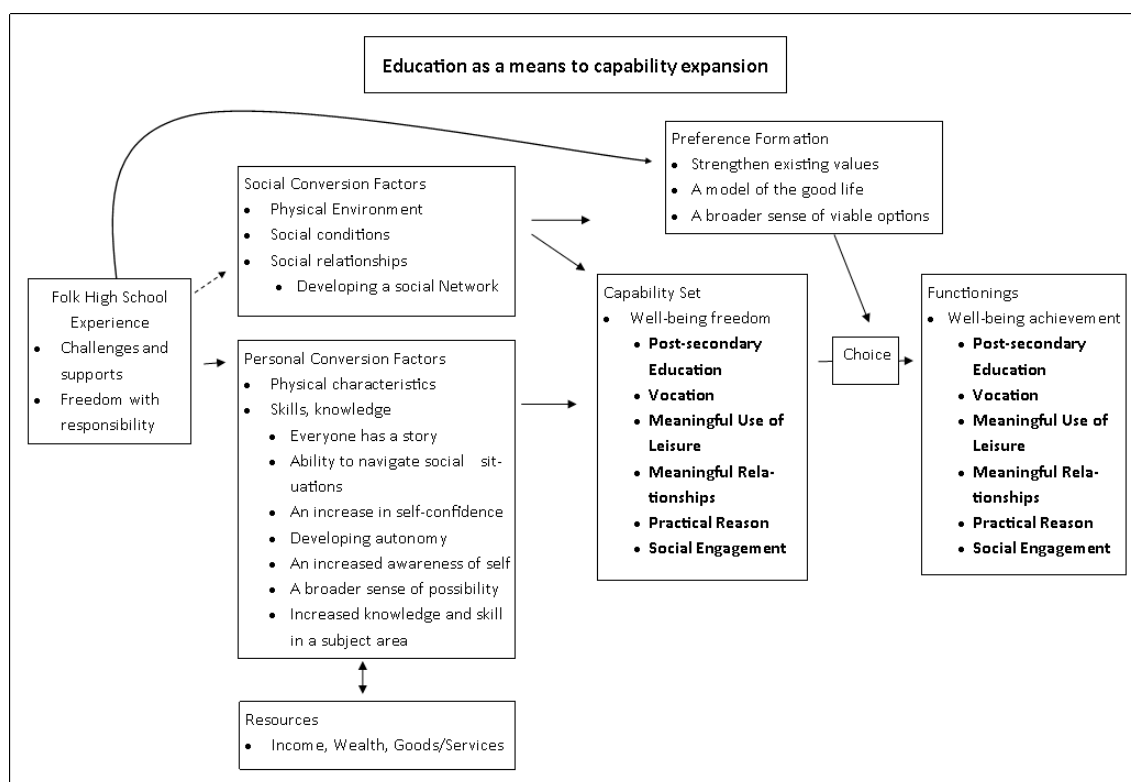 Education as a means to capability expansion
Preference Formation
• Strengthen existing values
• A model of the good life
• A broader sense of viable options
Social Conversion Factors
• Physical Environment
• Social conditions
• Social relationships
• Developing a social Network
Folk High School
Experience
• Challenges and
supports
• Freedom with
responsibility
Personal Conversion Factors
• Physical characteristics
• Skills, knowledge
• Everyone has a story
• Ability to navigate social sit-
uations
• An increase in self-confidence
• Developing autonomy
• An increased awareness of self
• A broader sense of possibility
• Increased knowledge and skill
in a subject area
Resources
• Income, Wealth, Goods/Services
Capability Set
• Well-being freedom
• Post-secondary
Education
• Vocation
• Meaningful Use of
Leisure
• Meaningful Rela-
tionships
• Practical Reason
• Social Engagement
Choice
Functionings
• Well-being achievement
• Post-secondary
Education
• Vocation
• Meaningful Use of
Leisure
• Meaningful Rela-
tionships
• Practical Reason
• Social Engagement